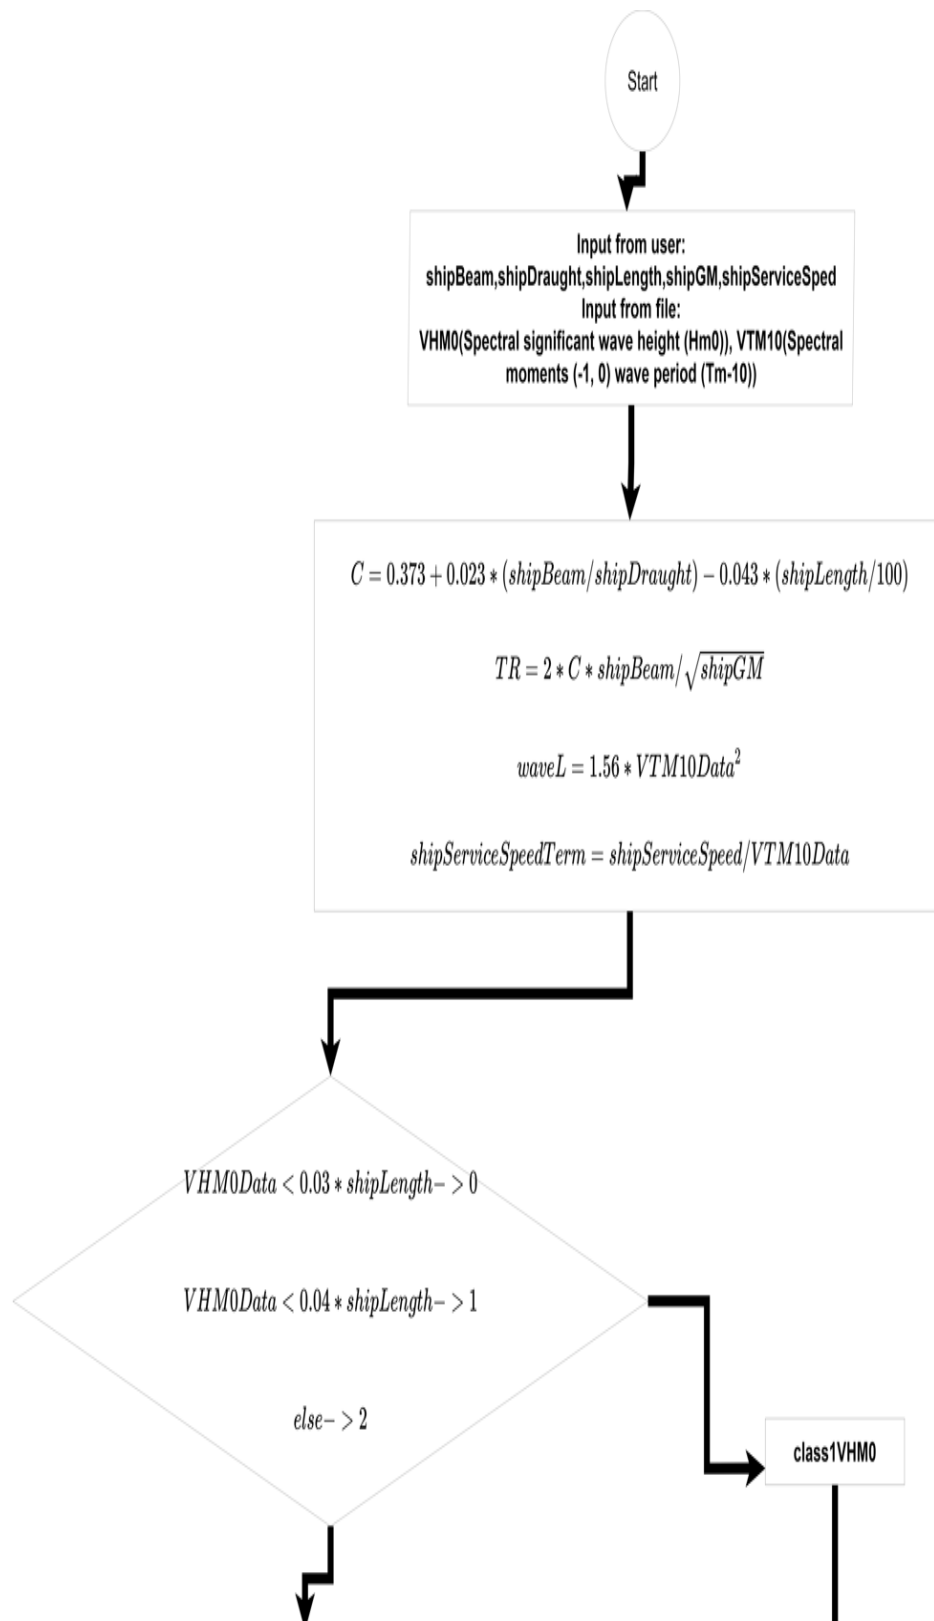 Start
Input from user:
shipBeam,shipDraught,shipLength,shipGM,shipServiceSped
Input from file:
VHM0(Spectral significant wave height (Hm0)), VTM10(Spectral
moments (-1, 0) wave period (Tm-10))
C = 0.373 + 0.023 * (shipBeam/shipDraught) − 0.043 * (shipLength/100)
TR = 2 * C * shipBeam/√shipGM
waveL = 1.56 * VTM10Data²
shipServiceSpeedTerm = shipServiceSpeed/VTM10Data
VHM0Data < 0.03 * shipLength− > 0
VHM0Data < 0.04 * shipLength− > 1
else− > 2
class1VHM0